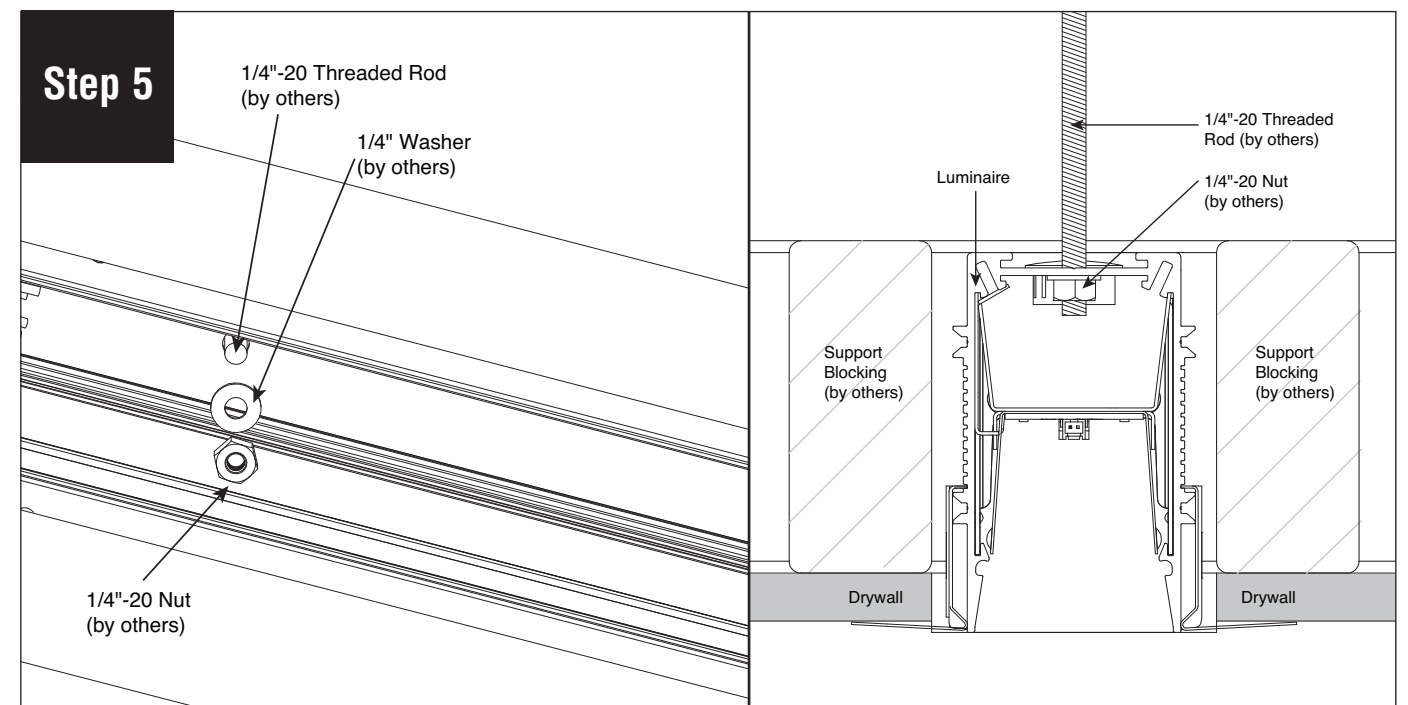 Step 5
1/4"-20 Threaded Rod
(by others)
1/4" Washer
(by others)
1/4"-20 Nut
(by others)
1/4"-20 Threaded
Rod (by others)
Luminaire
1/4"-20 Nut
(by others)
Support
Blocking
(by others)
Support
Blocking
(by others)
Drywall
Drywall